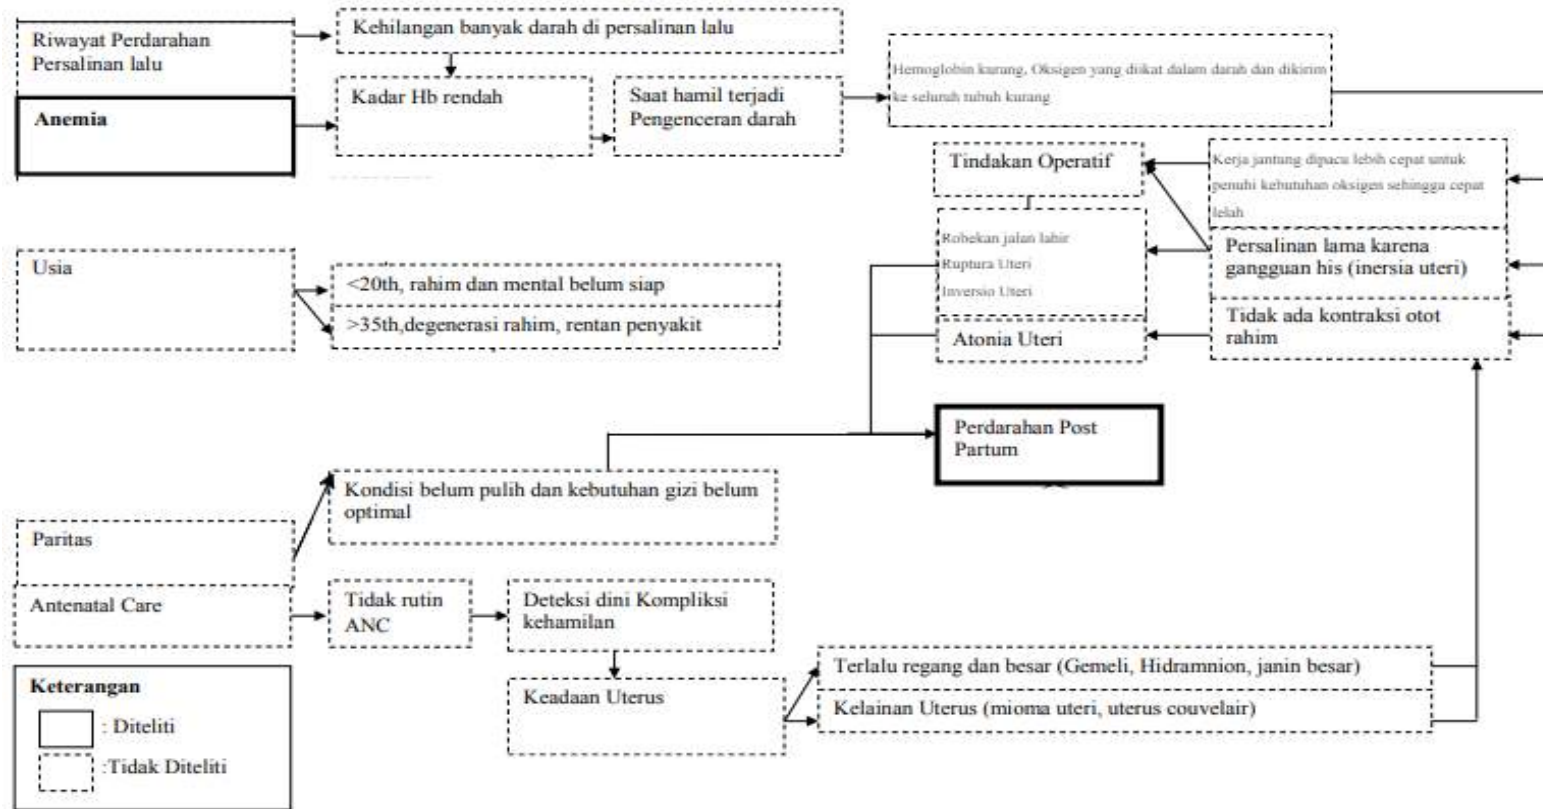 Riwayat Perdarahan
Persalinan lalu
Kehilangan banyak darah di persalinan lalu
Anemia
Kadar Hb rendah
Saat hamil terjadi
Pengenceran darah
Hemoglobin kurang, Oksigen yang diikat dalam darah dan dikirim
ke seluruh tubuh kurang
Tindakan Operatif
Kerja jantung dipacu lebih cepat untuk
penuhi kebutuhan oksigen sehingga cepat
lelah
Robekan jalan lahir
Ruptura Uteri
Inversio Uteri
Persalinan lama karena
gangguan his (inersia uteri)
Usia
<20th, rahim dan mental belum siap
>35th,degenerasi rahim, rentan penyakit
Atonia Uteri
Tidak ada kontraksi otot
rahim
Perdarahan Post
Partum
Kondisi belum pulih dan kebutuhan gizi belum
optimal
Paritas
Antenatal Care
Tidak rutin
ANC
Deteksi dini Kompliksi
kehamilan
Keadaan Uterus
Terlalu regang dan besar (Gemeli, Hidramnion, janin besar)
Kelainan Uterus (mioma uteri, uterus couvelair)
Keterangan
: Diteliti
:Tidak Diteliti